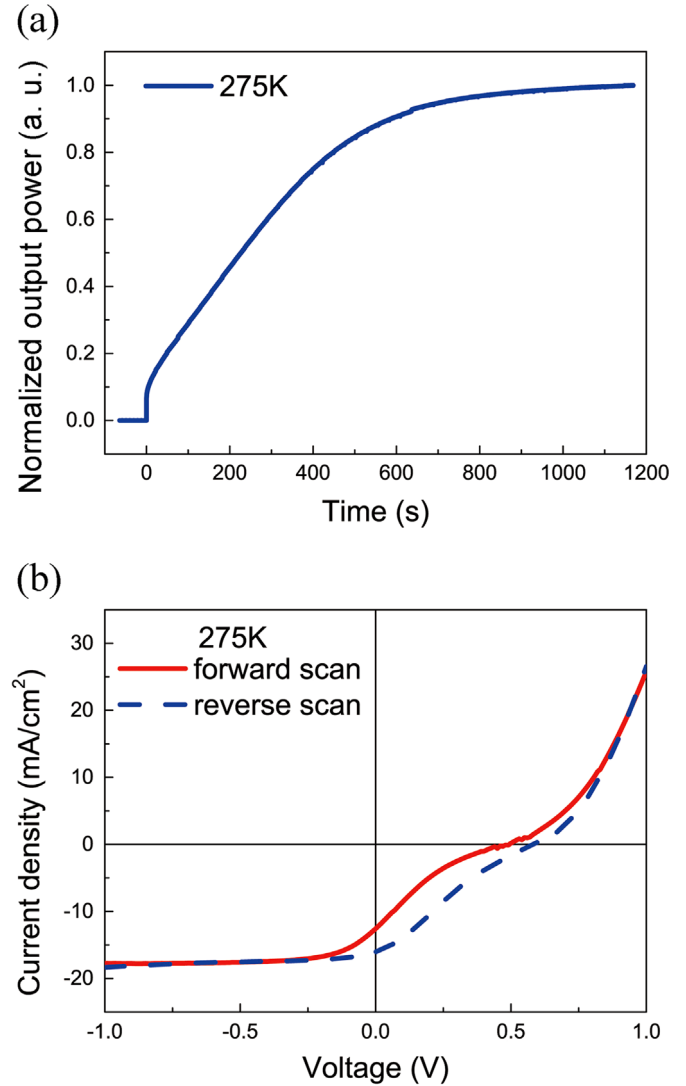 (a)
275K
Normalized output power (a. u.)
1.0
0.8
0.6
0.4
0.2
0.0
0 200 400 600 800 1000 1200
Time (s)
(b)
275K
forward scan
reverse scan
Current density (mA/cm²)
30
20
10
0
-10
-20
-1.0 -0.5 0.0 0.5 1.0
Voltage (V)